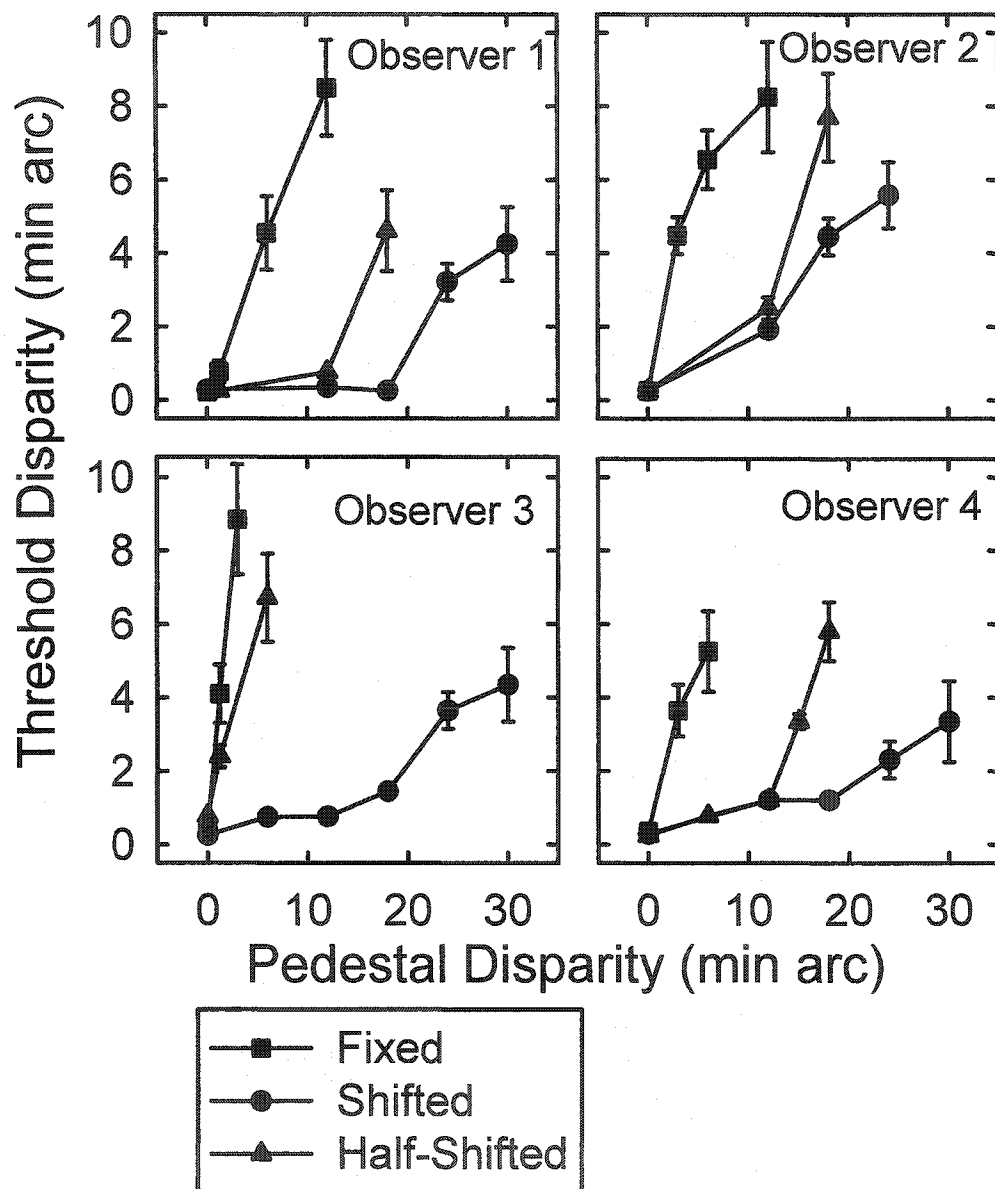 Threshold Disparity (min arc)
10
8
6
4
2
0
Observer 1
Observer 2
10
8
6
4
2
0
Observer 3
Observer 4
0 10 20 30 0 10 20 30
Pedestal Disparity (min arc)
Fixed
Shifted
Half-Shifted